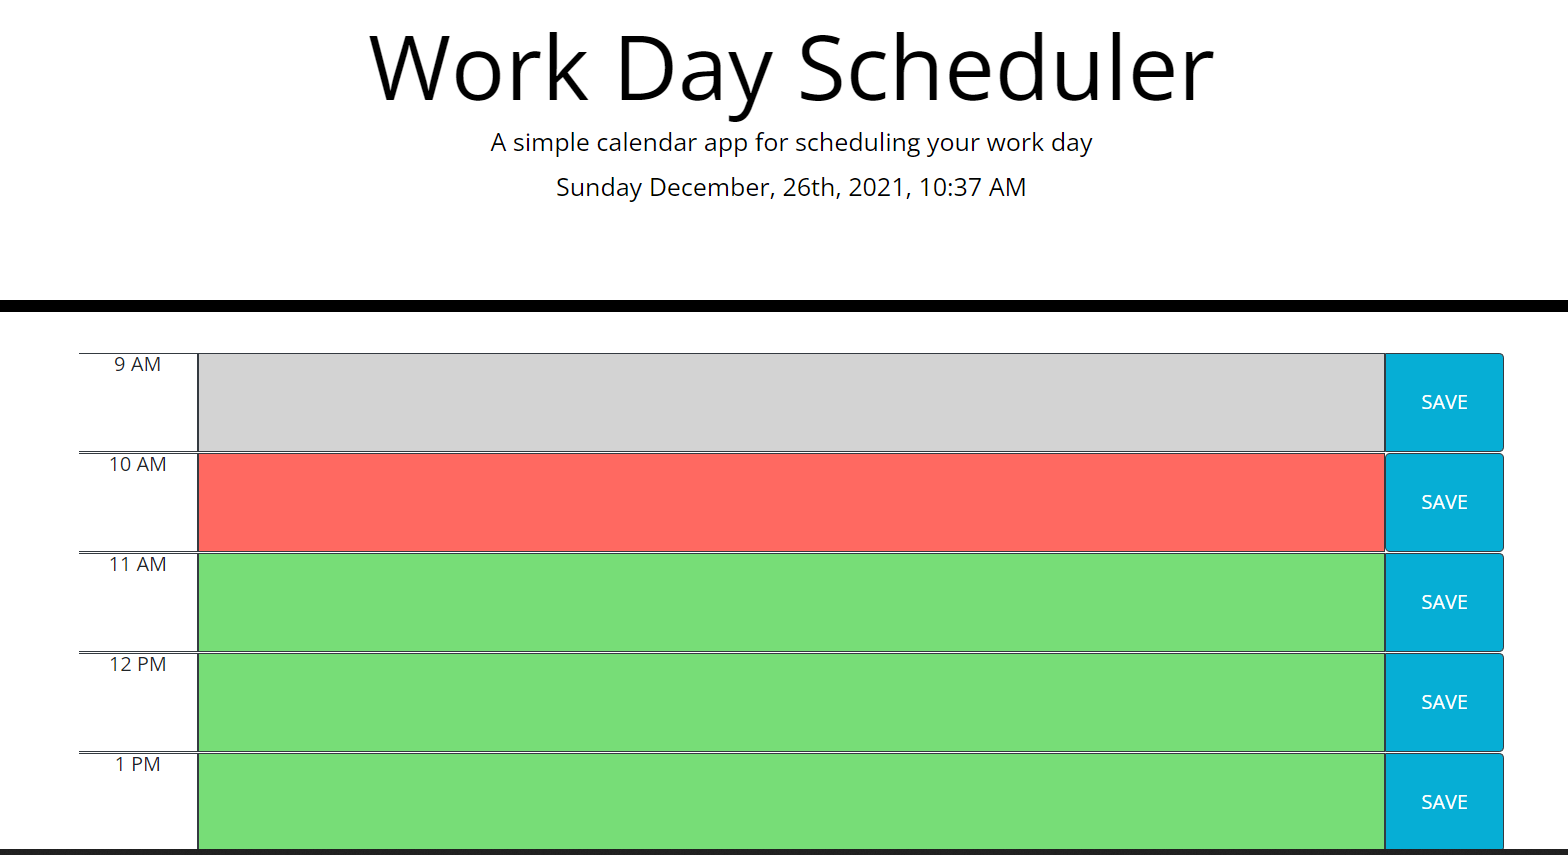 Work Day Scheduler
A simple calendar app for scheduling your work day
Sunday December, 26th, 2021, 10:37 AM
9 AM
SAVE
10 AM
SAVE
11 AM
SAVE
12 PM
SAVE
1 PM
SAVE